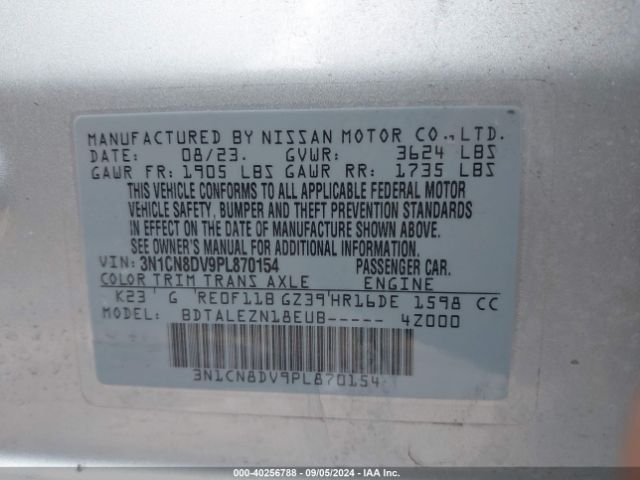 MANUFACTURED BY NISSAN MOTOR CO., LTD.
DATE: 08/23. GVWR: 3624 LBS
GAWR FR: 1905 LBS GAWR RR: 1735 LBS
THIS VEHICLE CONFORMS TO ALL APPLICABLE FEDERAL MOTOR
VEHICLE SAFETY, BUMPER AND THEFT PREVENTION STANDARDS
IN EFFECT ON THE DATE OF MANUFACTURE SHOWN ABOVE.
SEE OWNER'S MANUAL FOR ADDITIONAL INFORMATION.
VIN: 3N1CN8DV9PL870154 PASSENGER CAR.
COLOR TRIM TRANS AXLE ENGINE
K23 G RE0F11B GZ39 HR16DE 1598 CC
MODEL: BDTALEZN18EUB----- 4Z000
3N1CN8DV9PL870154
000-40256788 - 09/05/2024 - IAA Inc.